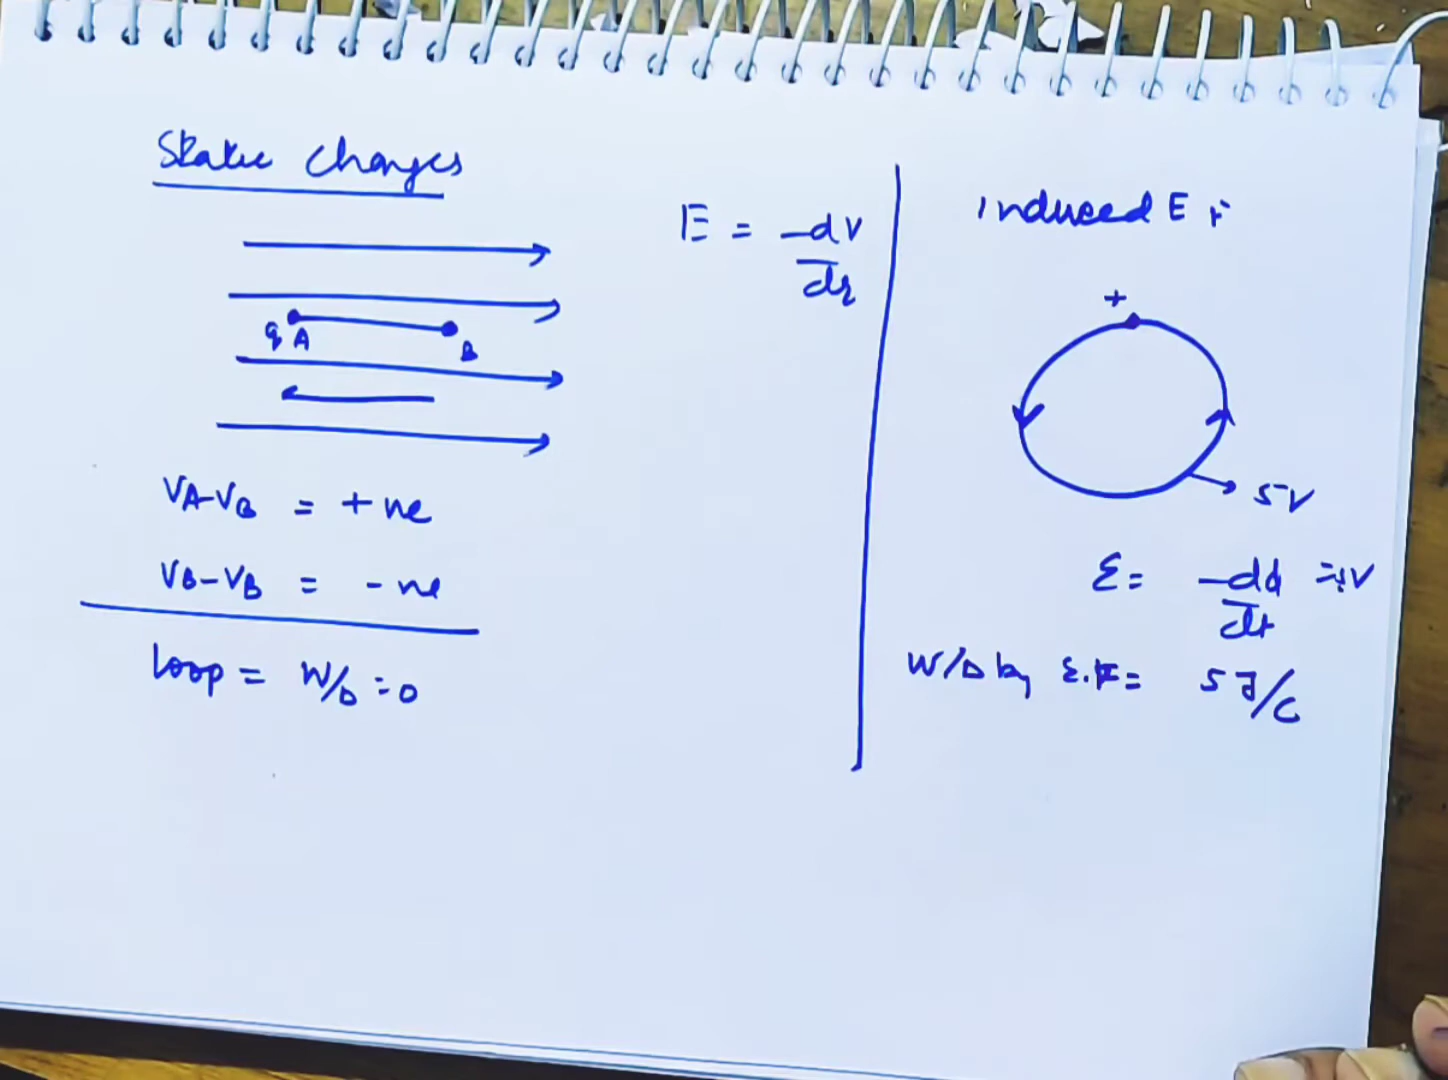 Static Charges
E = -dV/dr
q A B
VA-VB = +ve
VB-VB = -ve
Loop = W/D = 0
induced E F
+
5V
ε = -dφ/dt =
W/D by E.F = 5 J/C